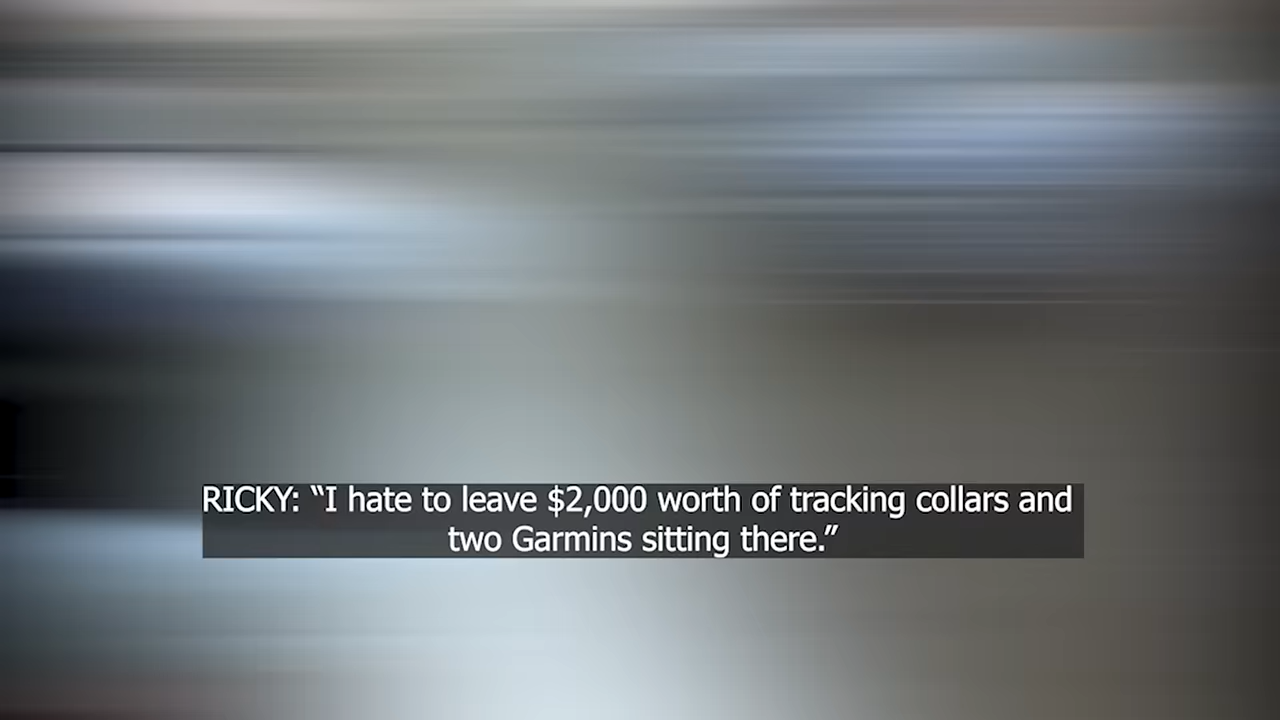 RICKY: “I hate to leave $2,000 worth of tracking collars and
two Garmins sitting there.”